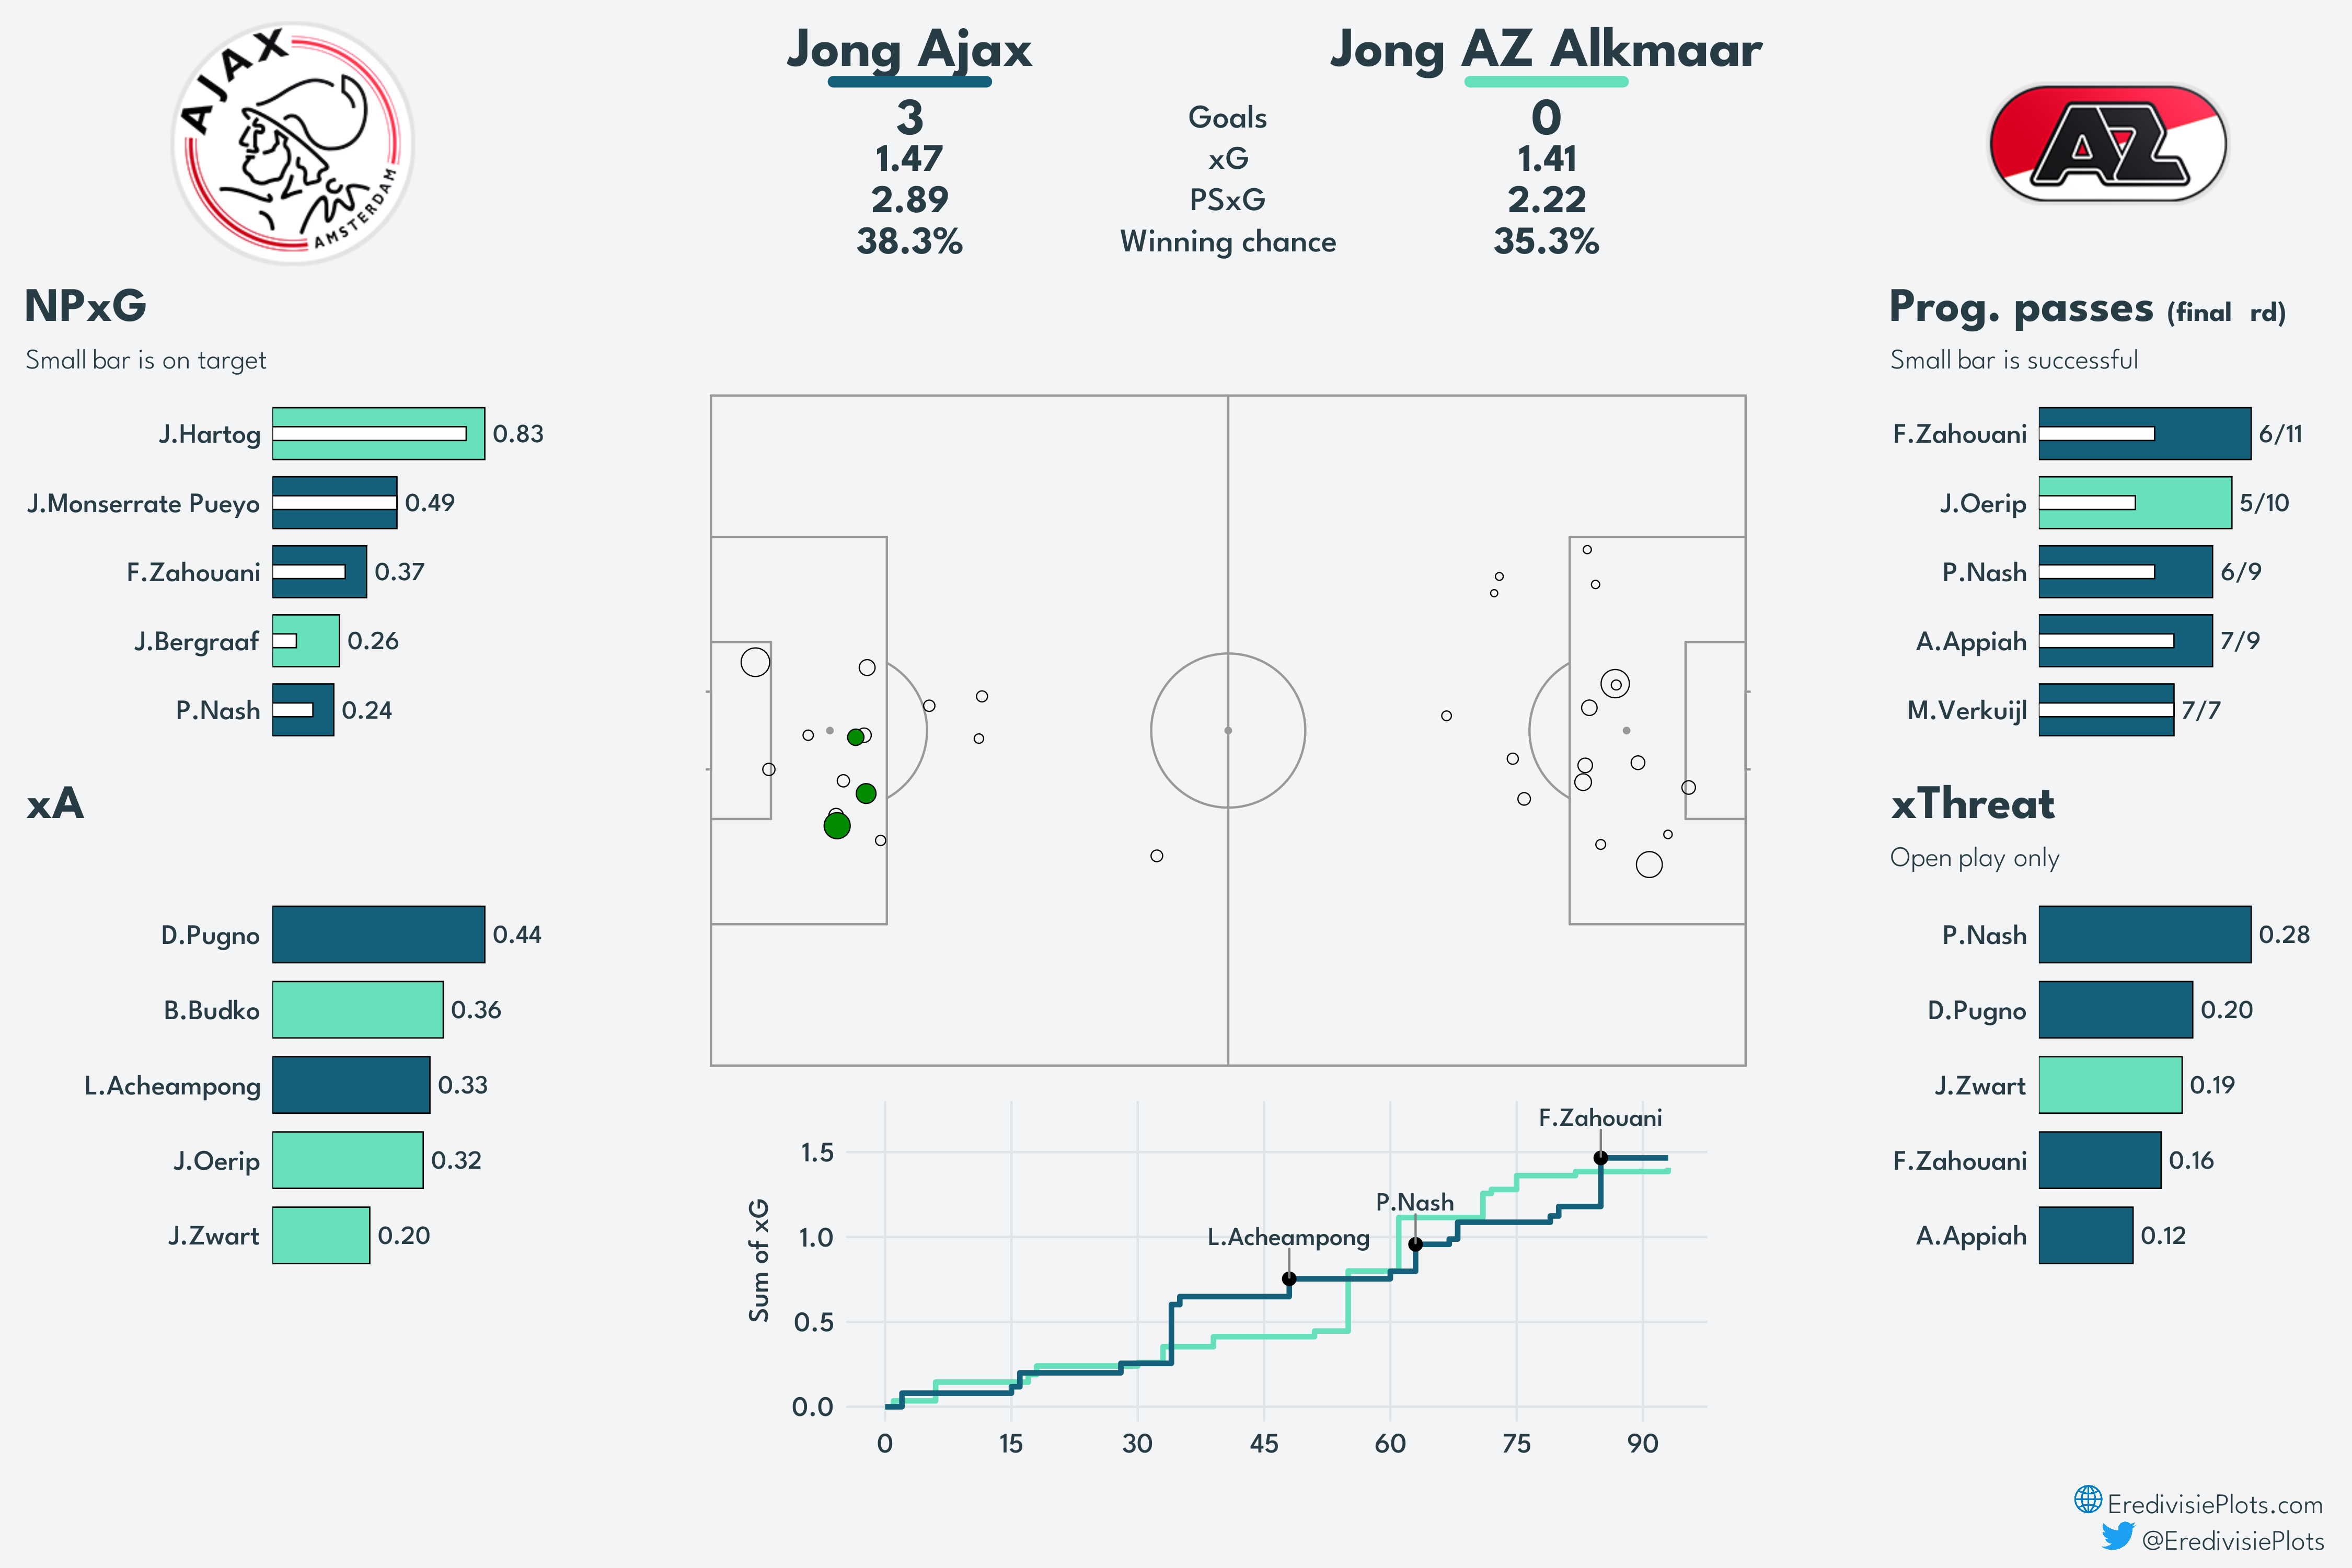 AJAX
AMSTERDAM
Jong Ajax
Jong AZ Alkmaar
AZ
3 Goals 0
1.47 xG 1.41
2.89 PSxG 2.22
38.3% Winning chance 35.3%
NPxG
Small bar is on target
J.Hartog 0.83
J.Monserrate Pueyo 0.49
F.Zahouani 0.37
J.Bergraaf 0.26
P.Nash 0.24
xA
D.Pugno 0.44
B.Budko 0.36
L.Acheampong 0.33
J.Oerip 0.32
J.Zwart 0.20
Sum of xG
1.5
1.0
0.5
0.0
0 15 30 45 60 75 90
L.Acheampong
P.Nash
F.Zahouani
Prog. passes (final rd)
Small bar is successful
F.Zahouani 6/11
J.Oerip 5/10
P.Nash 6/9
A.Appiah 7/9
M.Verkuijl 7/7
xThreat
Open play only
P.Nash 0.28
D.Pugno 0.20
J.Zwart 0.19
F.Zahouani 0.16
A.Appiah 0.12
EredivisiePlots.com
@EredivisiePlots